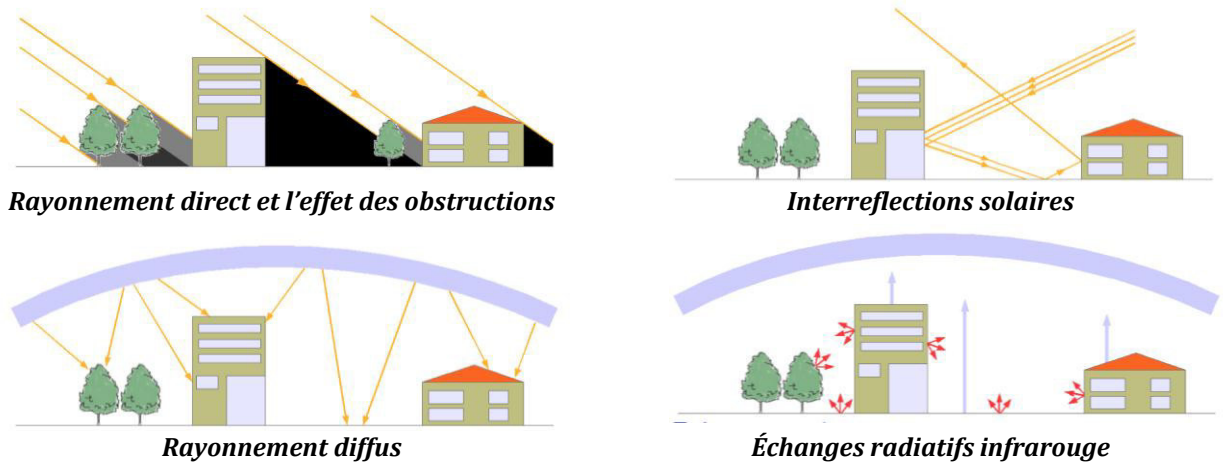 Rayonnement direct et l'effet des obstructions
Interreflections solaires
Rayonnement diffus
Échanges radiatifs infrarouge